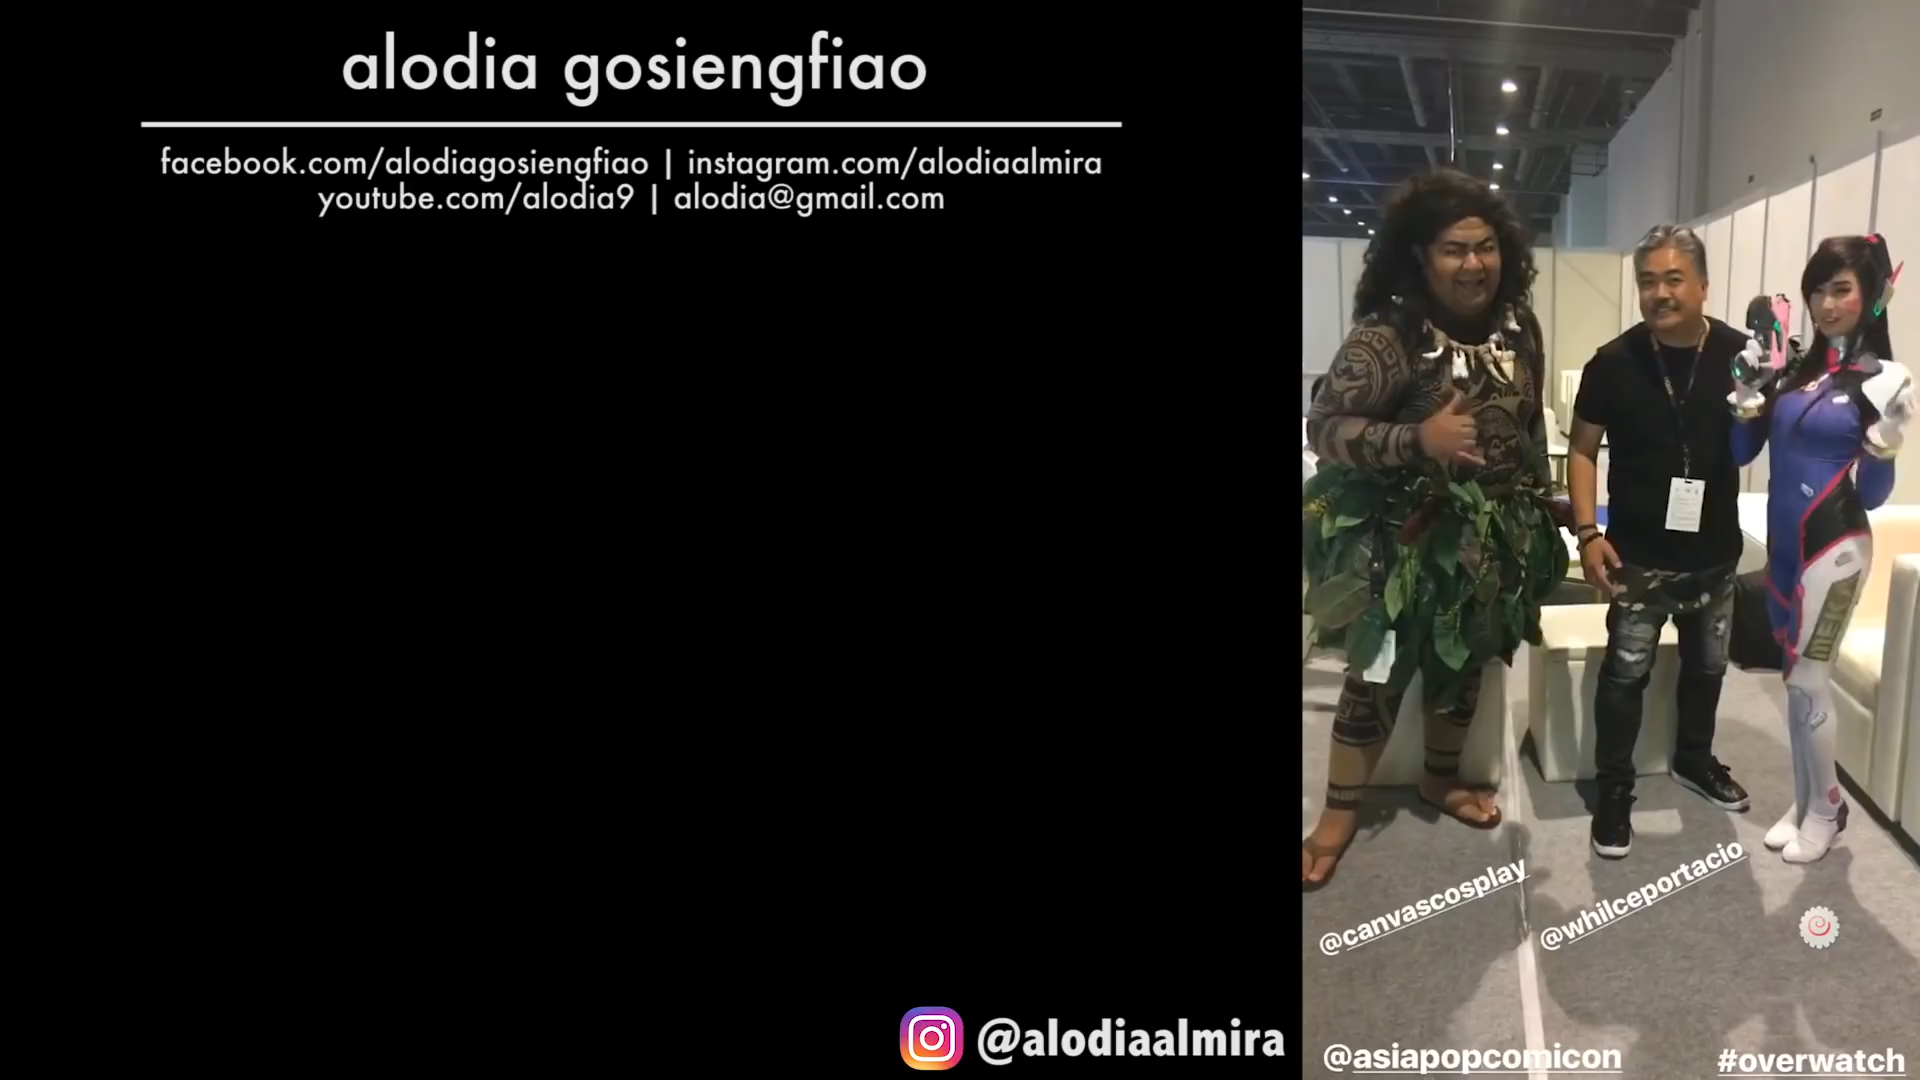 alodia gosiengfiao
facebook.com/alodiagosiengfiao | instagram.com/alodiaalmira
youtube.com/alodia9 | alodia@gmail.com
MEKA
@canvascosplay
@whilceportacio
@alodiaalmira
@asiapopcomicon
#overwatch